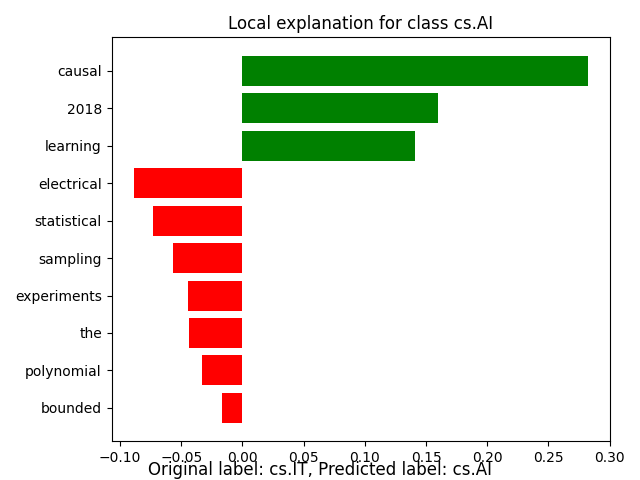 Local explanation for class cs.AI
causal
2018
learning
electrical
statistical
sampling
experiments
the
polynomial
bounded
−0.10 −0.05 0.00 0.05 0.10 0.15 0.20 0.25 0.30
Original label: cs.IT, Predicted label: cs.AI